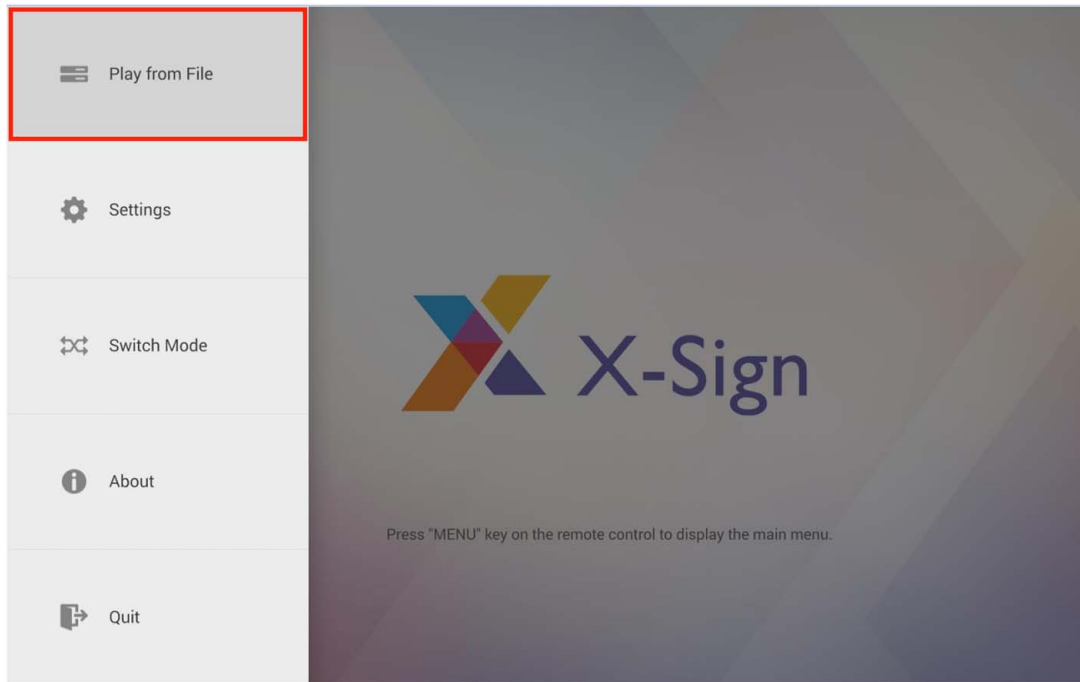 Play from File
Settings
Switch Mode
About
Quit
X-Sign
Press "MENU" key on the remote control to display the main menu.